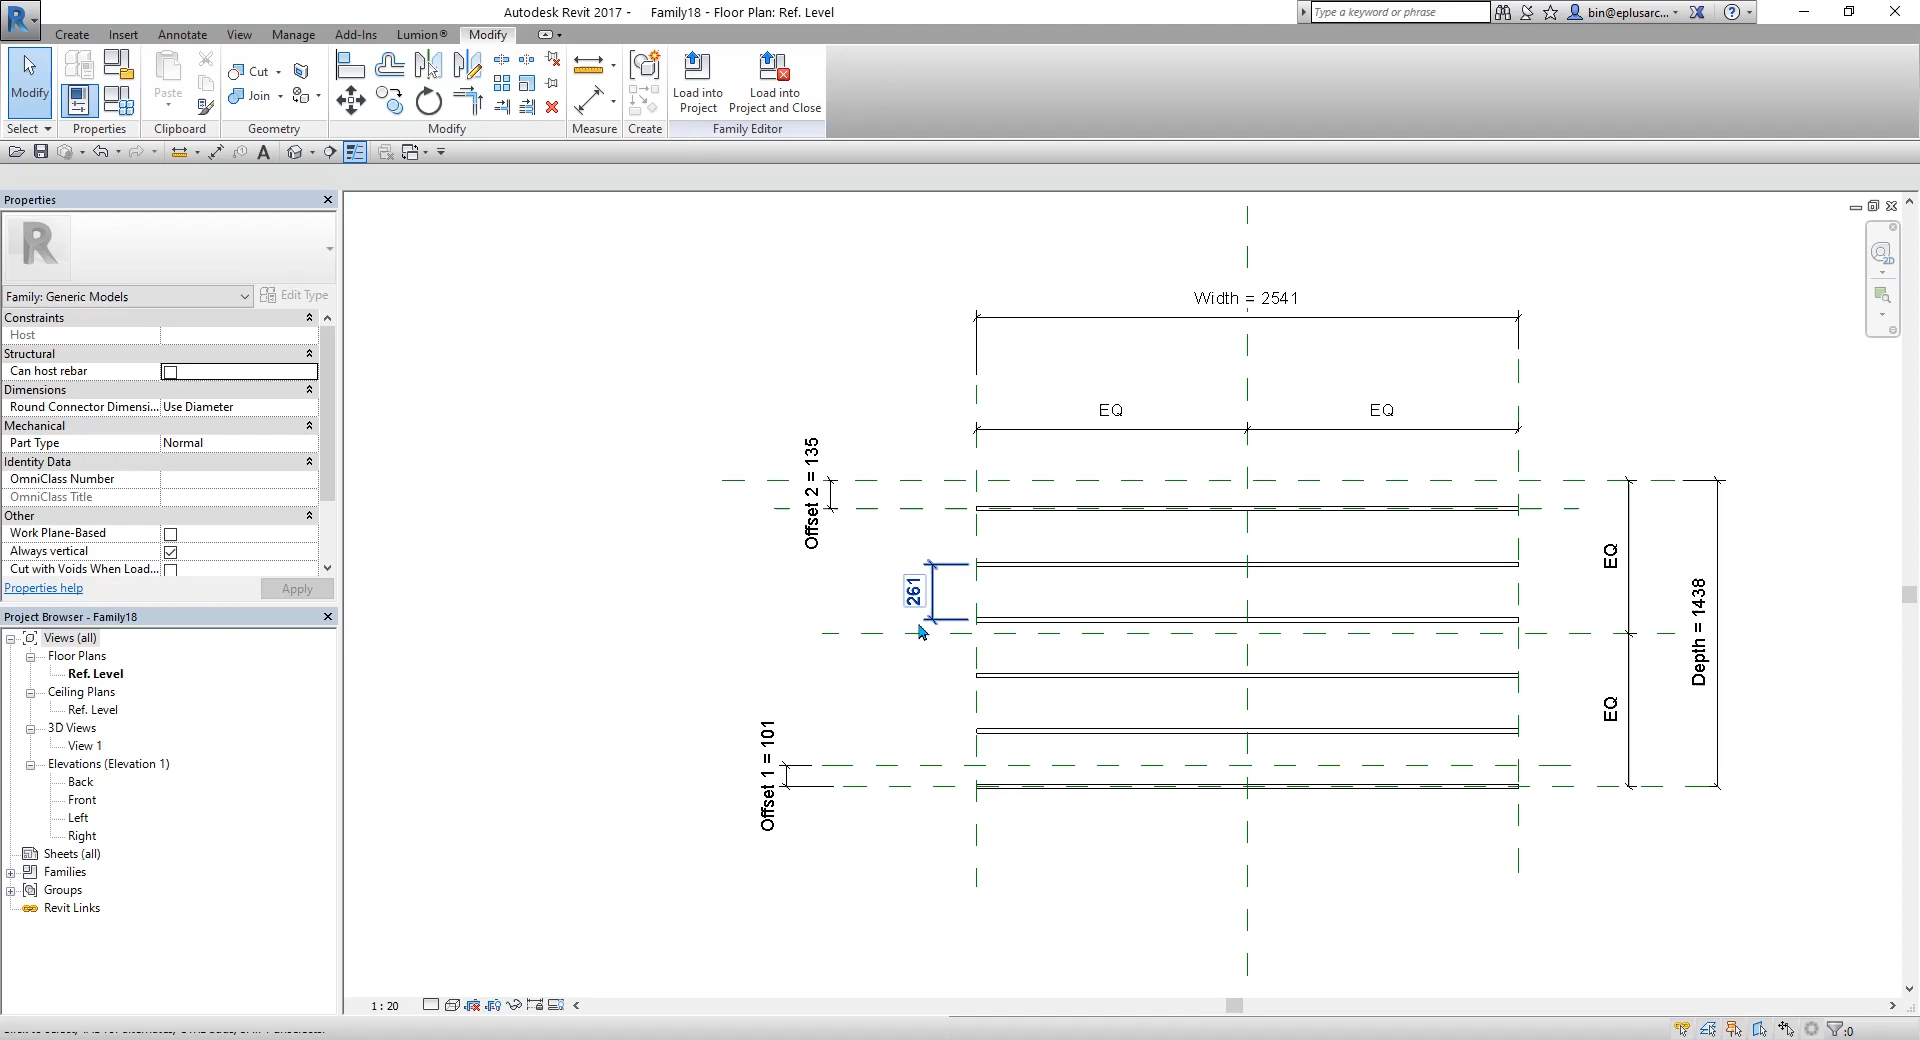 Autodesk Revit 2017 - Family18 - Floor Plan: Ref. Level
Type a keyword or phrase
bin@eplusarc...
Create Insert Annotate View Manage Add-Ins Lumion® Modify
Modify
Paste
Cut
Join
Load into Project
Load into Project and Close
Select Properties Clipboard Geometry Modify Measure Create Family Editor
Properties
R
Family: Generic Models
Edit Type
Constraints
Host
Structural
Can host rebar
Dimensions
Round Connector Dimensi... Use Diameter
Mechanical
Part Type Normal
Identity Data
OmniClass Number
OmniClass Title
Other
Work Plane-Based
Always vertical
Cut with Voids When Load...
Properties help
Apply
Project Browser - Family18
Views (all)
Floor Plans
Ref. Level
Ceiling Plans
Ref. Level
3D Views
View 1
Elevations (Elevation 1)
Back
Front
Left
Right
Sheets (all)
Families
Groups
Revit Links
2D
Width = 2541
EQ EQ
Offset 2 = 135
261
EQ
EQ
Depth = 1438
Offset 1 = 101
1 : 20
:0